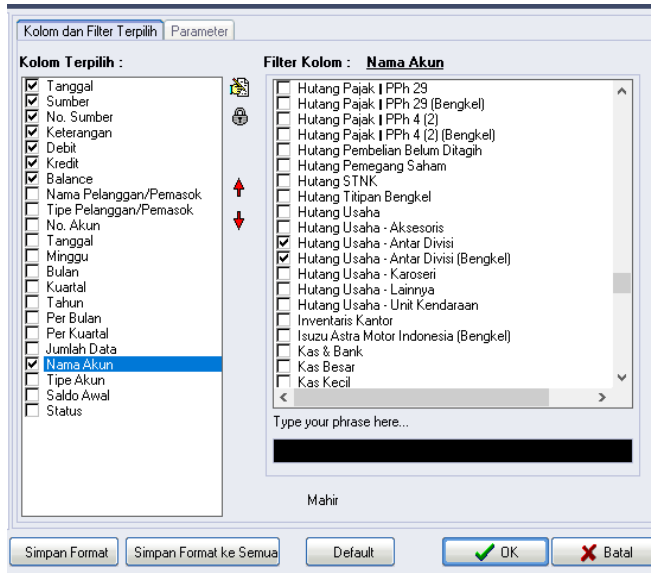 Kolom dan Filter Terpilih
Parameter
Kolom Terpilih :
Tanggal
Sumber
No. Sumber
Keterangan
Debit
Kredit
Balance
Nama Pelanggan/Pemasok
Tipe Pelanggan/Pemasok
No. Akun
Tanggal
Minggu
Bulan
Kuartal
Tahun
Per Bulan
Per Kuartal
Jumlah Data
Nama Akun
Tipe Akun
Saldo Awal
Status
Filter Kolom : Nama Akun
Hutang Pajak | PPh 29
Hutang Pajak | PPh 29 (Bengkel)
Hutang Pajak | PPh 4 (2)
Hutang Pajak | PPh 4 (2) (Bengkel)
Hutang Pembelian Belum Ditagih
Hutang Pemegang Saham
Hutang STNK
Hutang Titipan Bengkel
Hutang Usaha
Hutang Usaha - Aksesoris
Hutang Usaha - Antar Divisi
Hutang Usaha - Antar Divisi (Bengkel)
Hutang Usaha - Karoseri
Hutang Usaha - Lainnya
Hutang Usaha - Unit Kendaraan
Inventaris Kantor
Isuzu Astra Motor Indonesia (Bengkel)
Kas & Bank
Kas Besar
Kas Kecil
Type your phrase here...
Mahir
Simpan Format
Simpan Format ke Semua
Default
OK
Batal